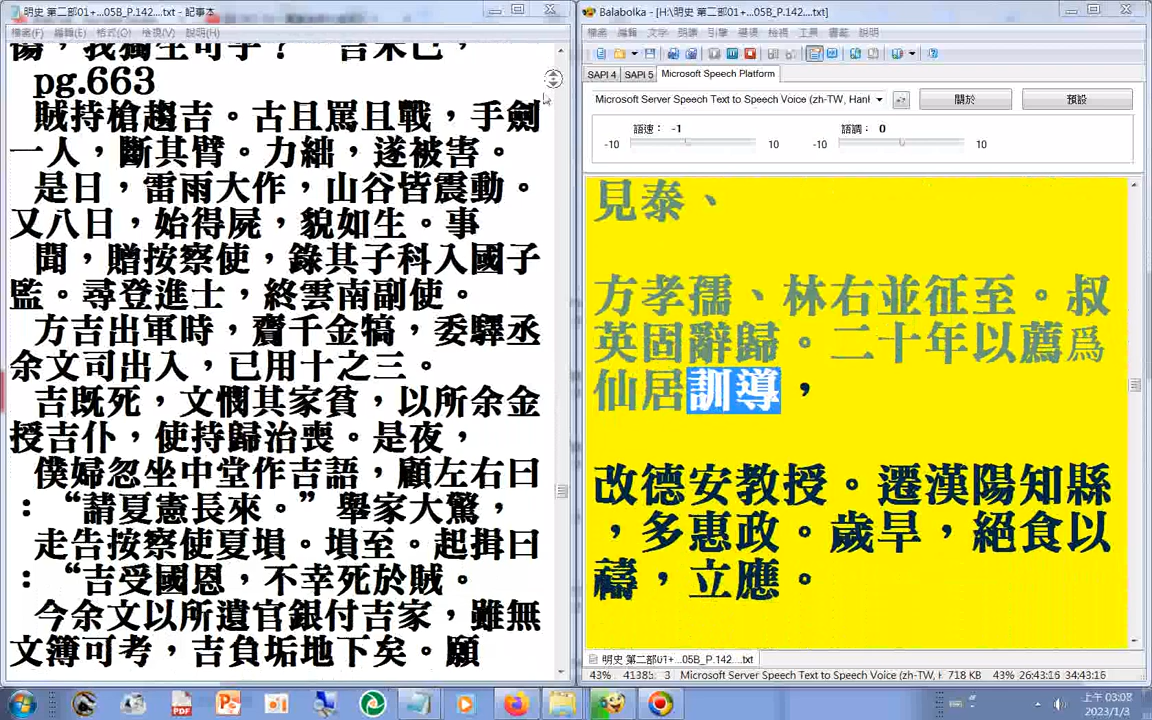 明史 第二部01+...05B_P.142....txt - 記事本
檔案(F) 編輯(E) 格式(O) 檢視(V) 說明(H)
傷，我獨生可乎？” 言未已，
pg.663
賊持槍趨吉。古且罵且戰，手劍
一人，斷其臂。力絀，遂被害。
是日，雷雨大作，山谷皆震動。
又八日，始得屍，貌如生。事
聞，贈按察使，錄其子科入國子
監。尋登進士，終雲南副使。
方吉出軍時，齎千金犒，委驛丞
余文司出入，已用十之三。
吉既死，文憫其家貧，以所余金
授吉仆，使持歸治喪。是夜，
僕婦忽坐中堂作吉語，顧左右曰
：“請夏憲長來。”舉家大驚，
走告按察使夏塤。塤至。起揖曰
：“吉受國恩，不幸死於賊。
今余文以所遺官銀付吉家，雖無
文簿可考，吉負垢地下矣。願
Balabolka - [H:\明史 第二部01+...05B_P.142....txt]
檔案 編輯 文字 朗讀 引擎 選項 檢視 工具 書籤 說明
SAPI 4 SAPI 5 Microsoft Speech Platform
Microsoft Server Speech Text to Speech Voice (zh-TW, HanH 關於 預設
語速： -1 語調： 0
-10 10 -10 10
見泰、
方孝孺、林右並征至。叔
英固辭歸。二十年以薦為
仙居訓導，
改德安教授。遷漢陽知縣
，多惠政。歲旱，絕食以
禱，立應。
明史 第二部01+...05B_P.142....txt
43% 41385: 3 Microsoft Server Speech Text to Speech Voice (zh-TW, H 718 KB 43% 26:43:16 34:43:16
上午 03:08
2023/1/3